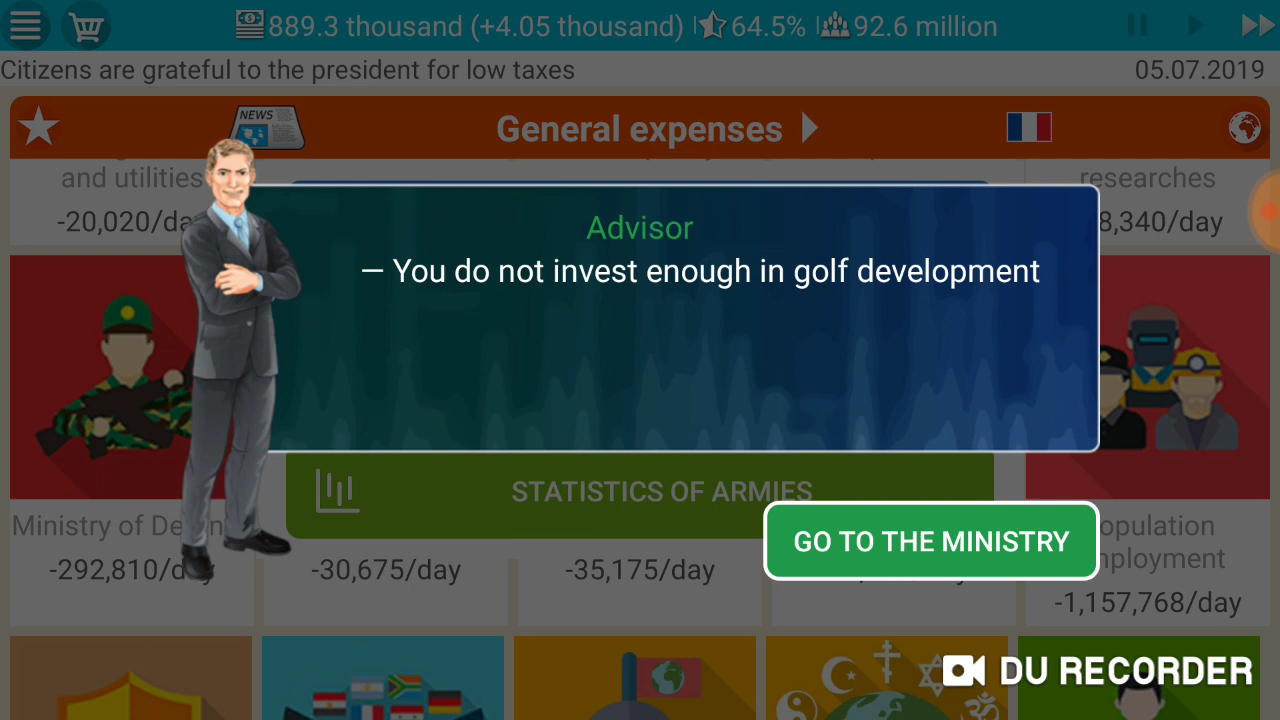 889.3 thousand (+4.05 thousand) 64.5% 92.6 million
Citizens are grateful to the president for low taxes 05.07.2019
NEWS
General expenses
and utilities
researches
-20,020/day
8,340/day
Advisor
– You do not invest enough in golf development
STATISTICS OF ARMIES
GO TO THE MINISTRY
Ministry of Defen
opulation
mployment
-292,810/day
-30,675/day
-35,175/day
-1,157,768/day
DU RECORDER